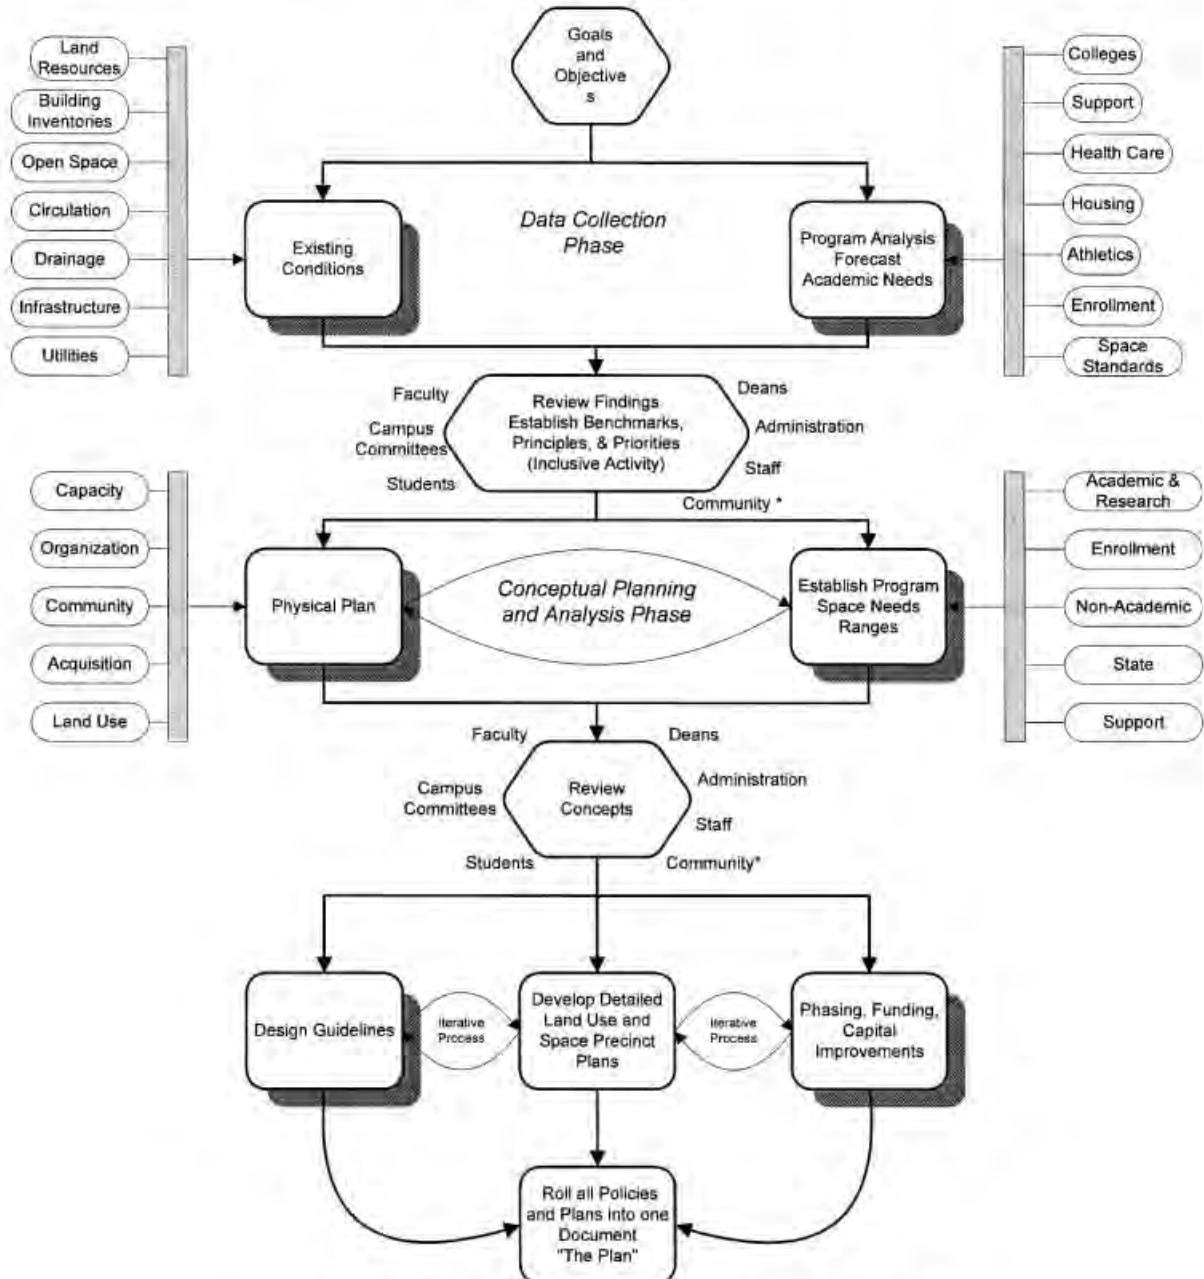 Goals
and
Objective
s
Land
Resources
Building
Inventories
Open Space
Circulation
Drainage
Infrastructure
Utilities
Colleges
Support
Health Care
Housing
Athletics
Enrollment
Space
Standards
Data Collection
Phase
Existing
Conditions
Program Analysis
Forecast
Academic Needs
Faculty
Campus
Committees
Students
Review Findings
Establish Benchmarks,
Principles, & Priorities
(Inclusive Activity)
Deans
Administration
Staff
Community *
Capacity
Organization
Community
Acquisition
Land Use
Academic &
Research
Enrollment
Non-Academic
State
Support
Physical Plan
Conceptual Planning
and Analysis Phase
Establish Program
Space Needs
Ranges
Faculty
Campus
Committees
Students
Review
Concepts
Deans
Administration
Staff
Community*
Design Guidelines
Iterative
Process
Develop Detailed
Land Use and
Space Precinct
Plans
Iterative
Process
Phasing, Funding,
Capital
Improvements
Roll all Policies
and Plans into one
Document
"The Plan"